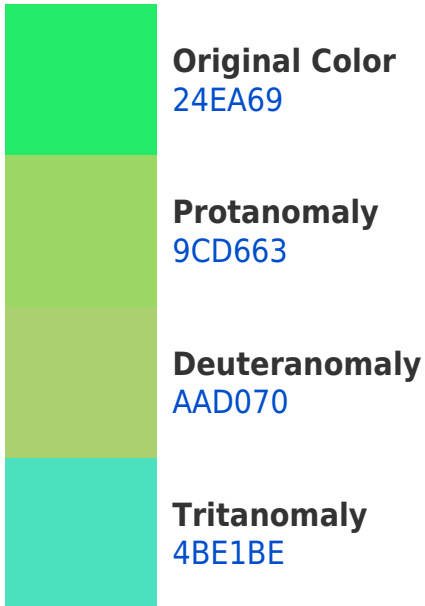 Original Color
24EA69
Protanomaly
9CD663
Deuteranomaly
AAD070
Tritanomaly
4BE1BE